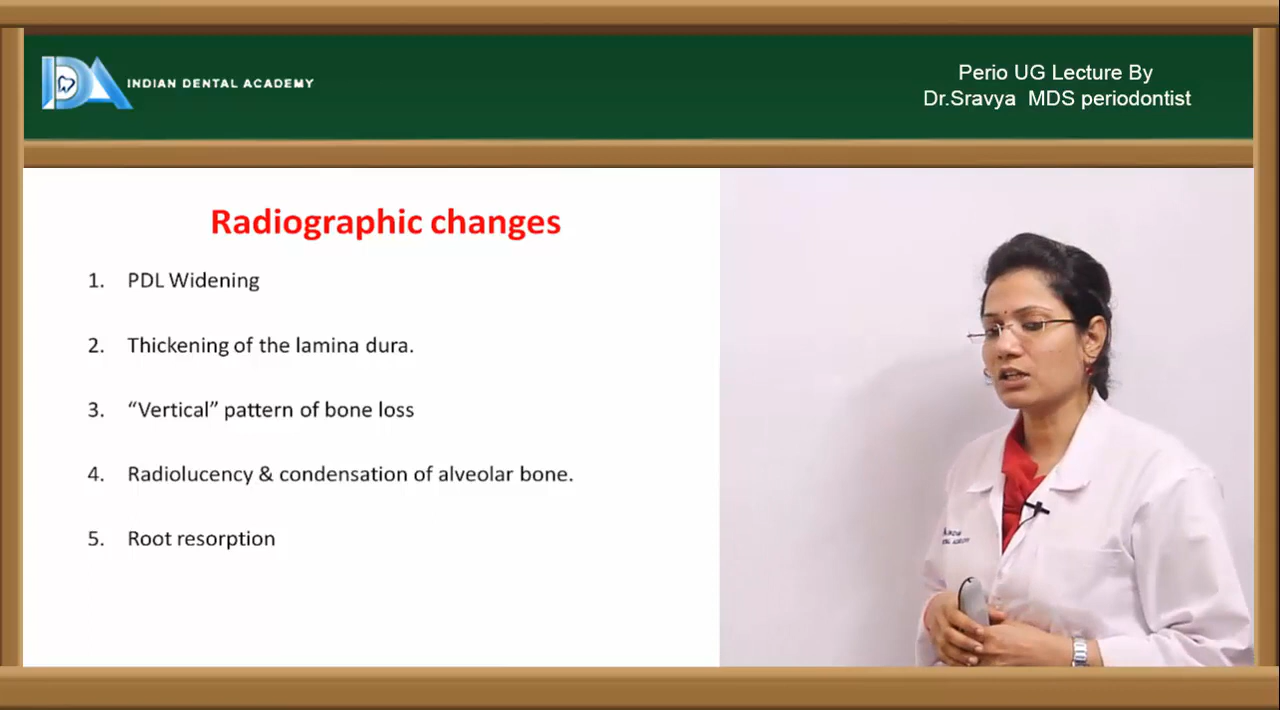 IDA
INDIAN DENTAL ACADEMY
Perio UG Lecture By
Dr.Sravya MDS periodontist
Radiographic changes
1. PDL Widening
2. Thickening of the lamina dura.
3. “Vertical” pattern of bone loss
4. Radiolucency & condensation of alveolar bone.
5. Root resorption